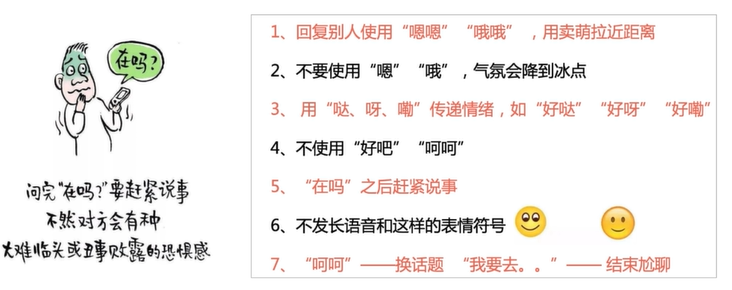 在吗?
问完"在吗?"要赶紧说事
不然对方会有种
大难临头或丑事败露的恐惧感
1、回复别人使用“嗯嗯”“哦哦”，用卖萌拉近距离
2、不要使用“嗯”“哦”，气氛会降到冰点
3、 用“哒、呀、嘞”传递情绪，如“好哒”“好呀”“好嘞”
4、不使用“好吧”“呵呵”
5、“在吗”之后赶紧说事
6、不发长语音和这样的表情符号
7、“呵呵”——换话题 “我要去。。”—— 结束尬聊